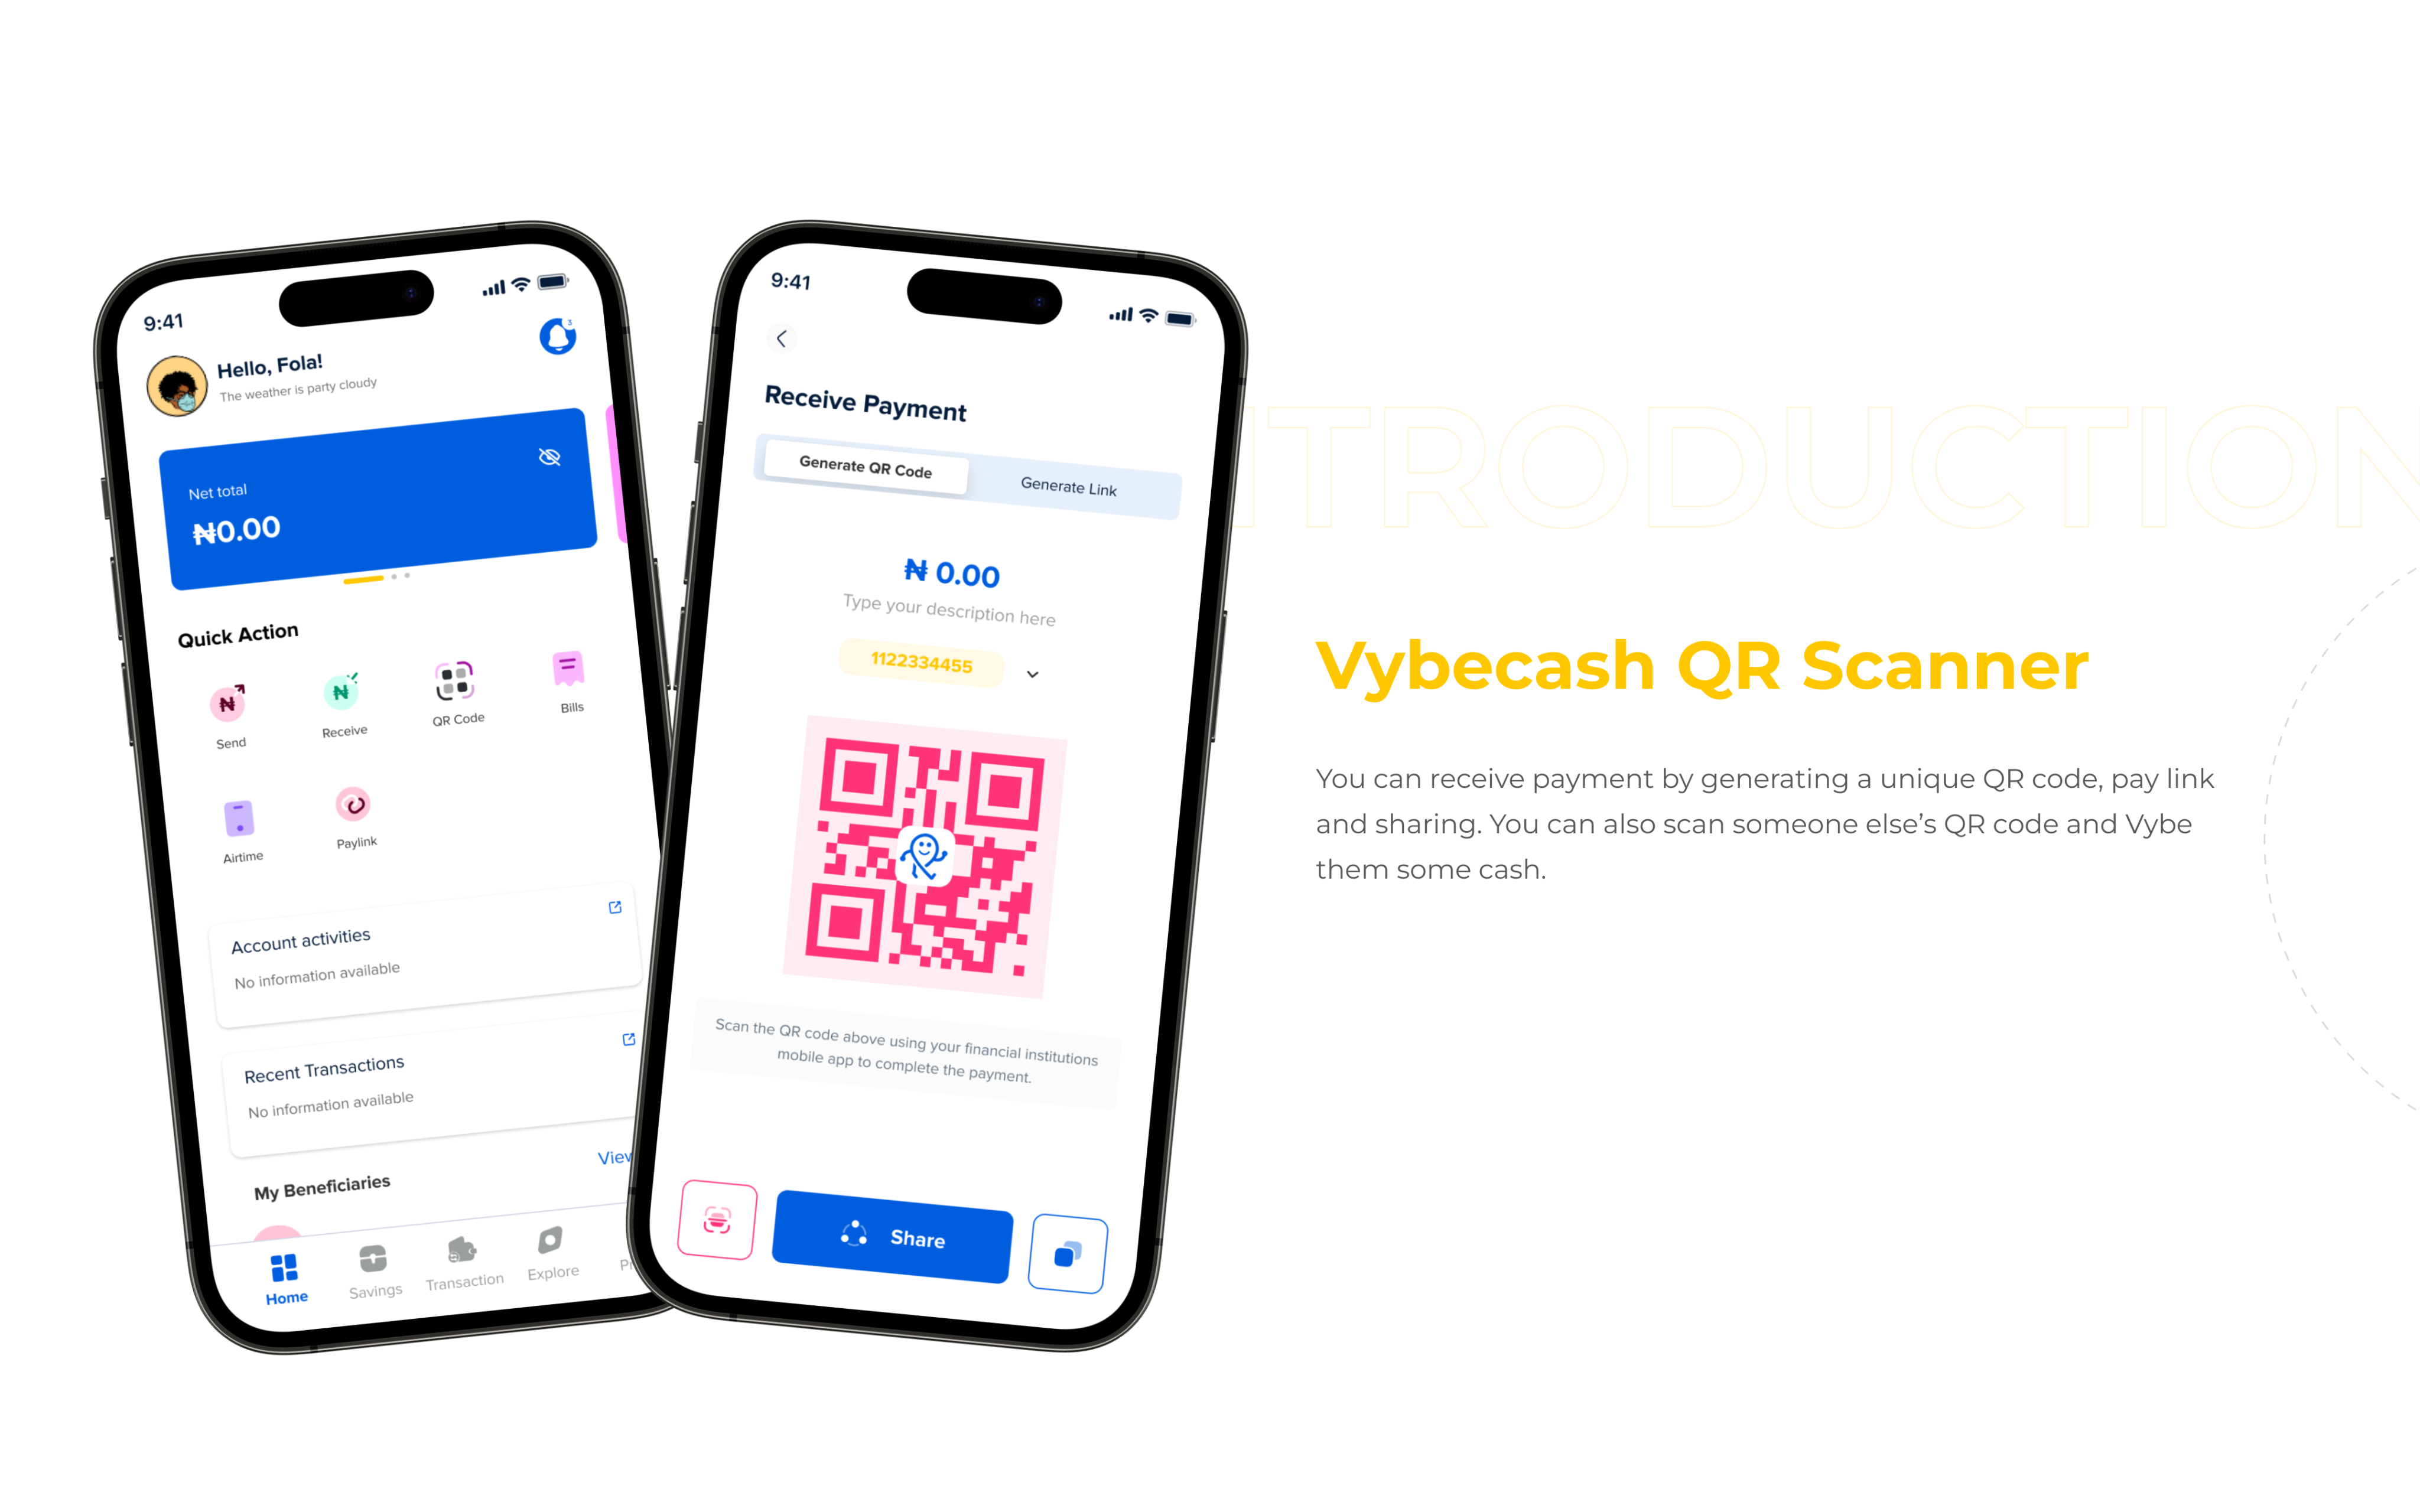 9:41
Hello, Fola!
The weather is party cloudy
3
Net total
₦0.00
Quick Action
Send
Receive
QR Code
Bills
Airtime
Paylink
Account activities
No information available
Recent Transactions
No information available
View
My Beneficiaries
Home
Savings
Transaction
Explore
9:41
Receive Payment
Generate QR Code
Generate Link
₦ 0.00
Type your description here
1122334455
Scan the QR code above using your financial institutions
mobile app to complete the payment.
Share
NTRODUCTION
Vybecash QR Scanner
You can receive payment by generating a unique QR code, pay link
and sharing. You can also scan someone else’s QR code and Vybe
them some cash.